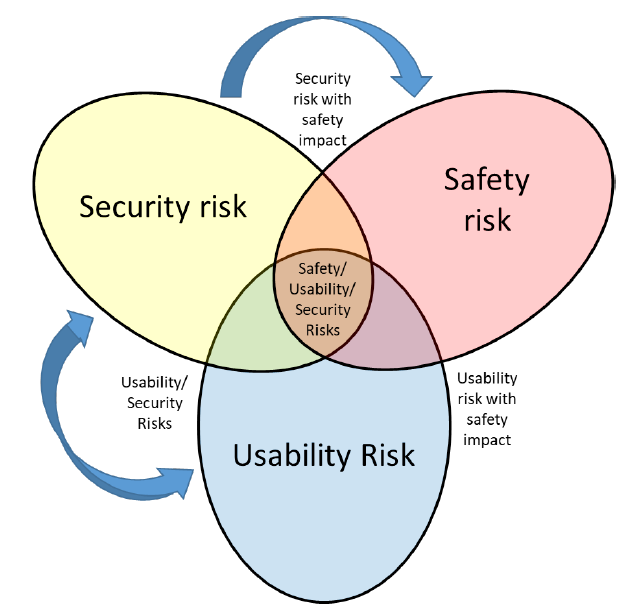 Security
risk with
safety
impact
Security risk
Safety
risk
Safety/
Usability/
Security
Risks
Usability/
Security
Risks
Usability
risk with
safety
impact
Usability Risk